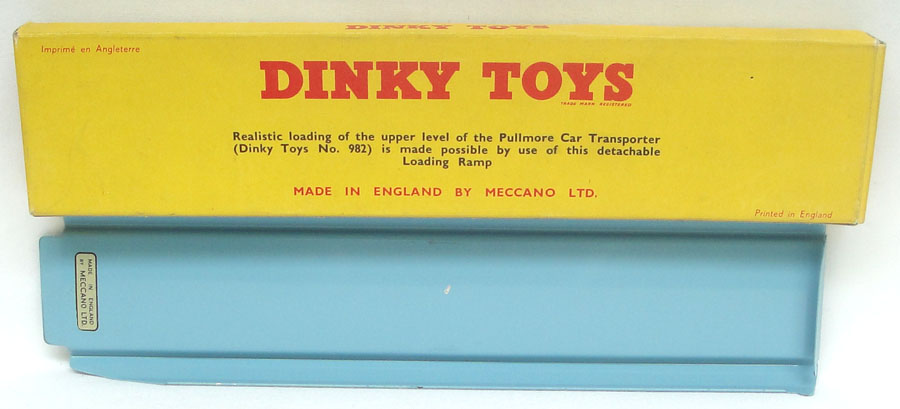 DINKY TOYS
Imprimé en Angleterre
DINKY TOYS
TRADE MARK REGISTERED
Realistic loading of the upper level of the Pullmore Car Transporter
(Dinky Toys No. 982) is made possible by use of this detachable
Loading Ramp
MADE IN ENGLAND BY MECCANO LTD.
Printed in England
MADE IN ENGLAND
BY MECCANO LTD.